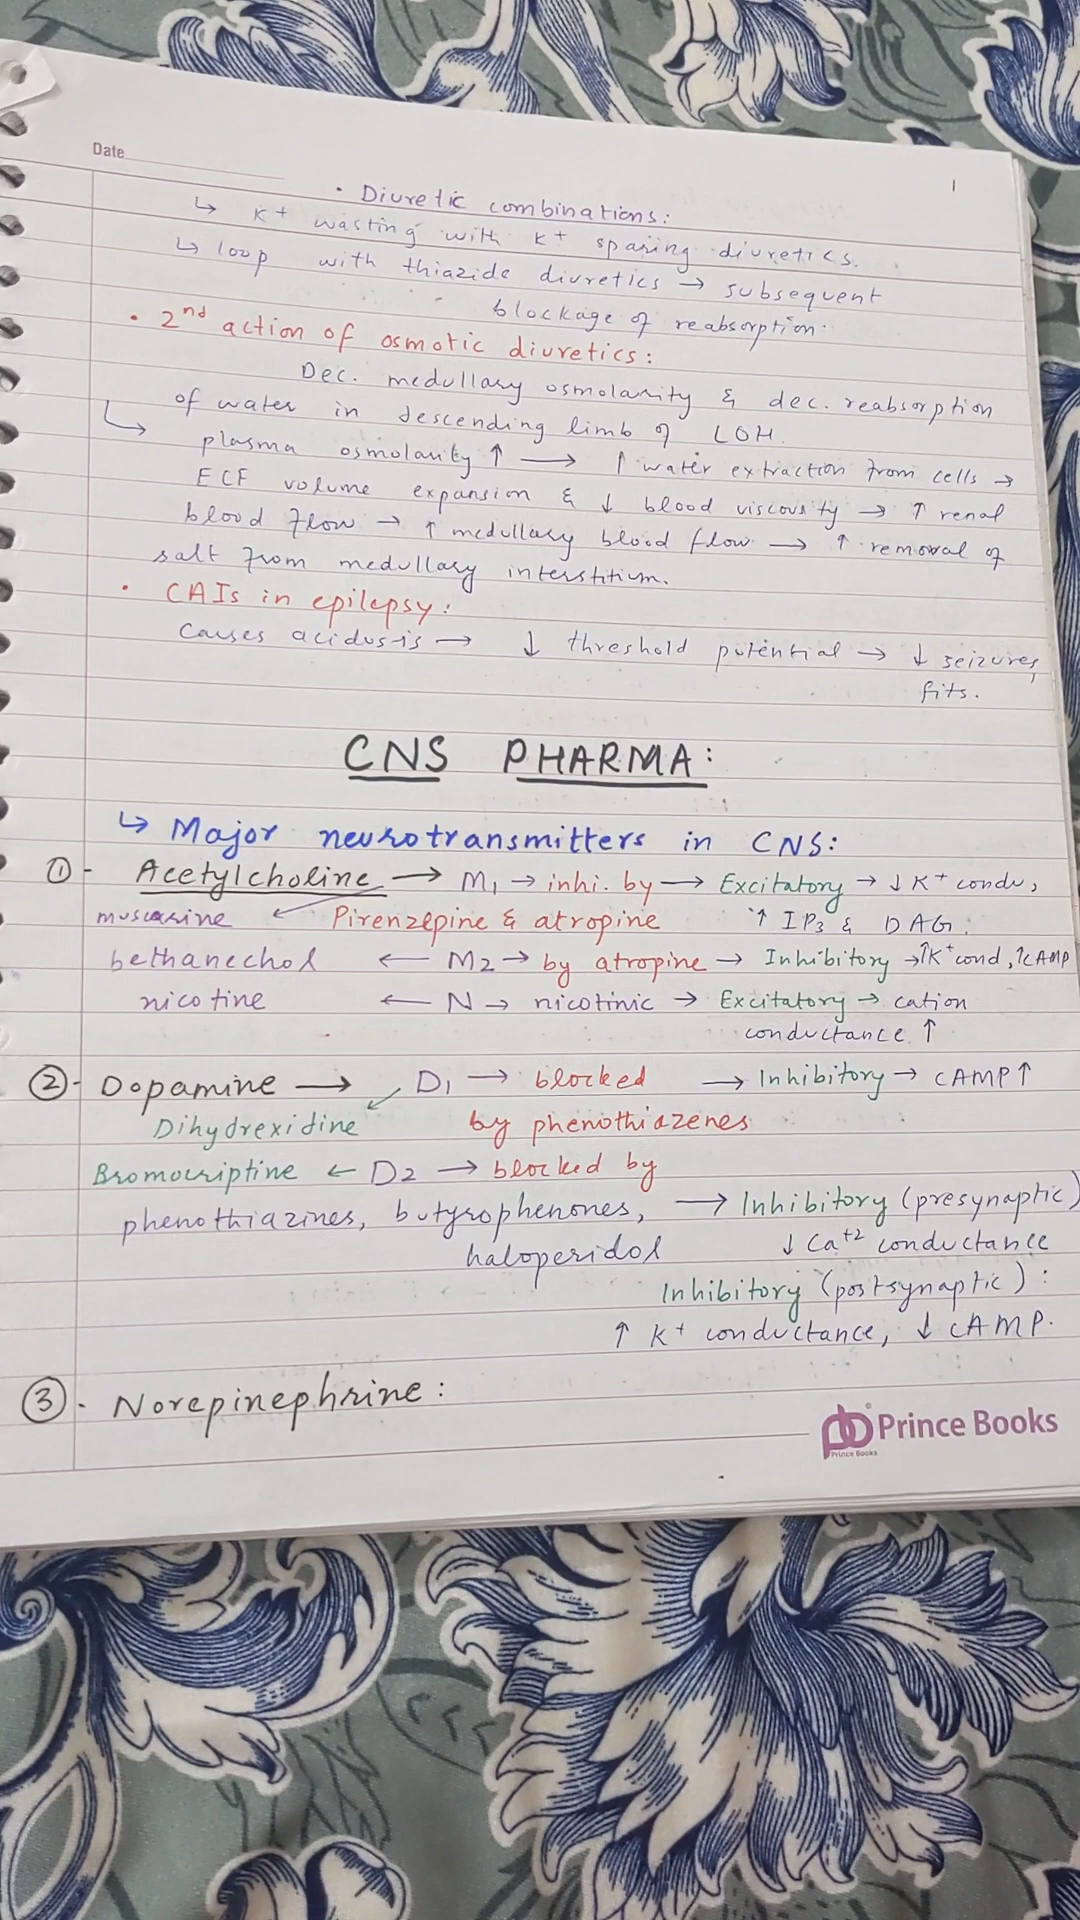 Date
1
• Diuretic combinations:
↳ K+ wasting with K+ sparing diuretics.
↳ loop with thiazide diuretics → subsequent
blockage of reabsorption.
• 2nd action of osmotic diuretics:
Dec. medullary osmolarity & dec. reabsorption
of water in descending limb of LOH.
↳ plasma osmolarity ↑ → ↑ water extraction from cells →
ECF volume expansion & ↓ blood viscosity → ↑ renal
blood flow → ↑ medullary blood flow → ↑ removal of
salt from medullary interstitium.
• CAIs in epilepsy:
Causes acidosis → ↓ threshold potential → ↓ seizures,
fits.
CNS PHARMA:
↳ Major neurotransmitters in CNS:
①- Acetylcholine → M1 → inhi. by → Excitatory → ↓ K+ condu,
muscarine ← Pirenzepine & atropine ↑ IP3 & DAG.
bethanechol ← M2 → by atropine → Inhibitory → ↑K+ cond, ↑cAMP
nicotine ← N → nicotinic → Excitatory → cation
conductance ↑
②- Dopamine → D1 → blocked → Inhibitory → cAMP↑
Dihydrexidine by phenothiazenes
Bromocriptine ← D2 → blocked by
phenothiazines, butyrophenones, → Inhibitory (presynaptic)
haloperidol ↓ Ca+2 conductance
Inhibitory (postsynaptic):
↑ K+ conductance, ↓ cAMP.
③- Norepinephrine:
Prince Books
Prince Books